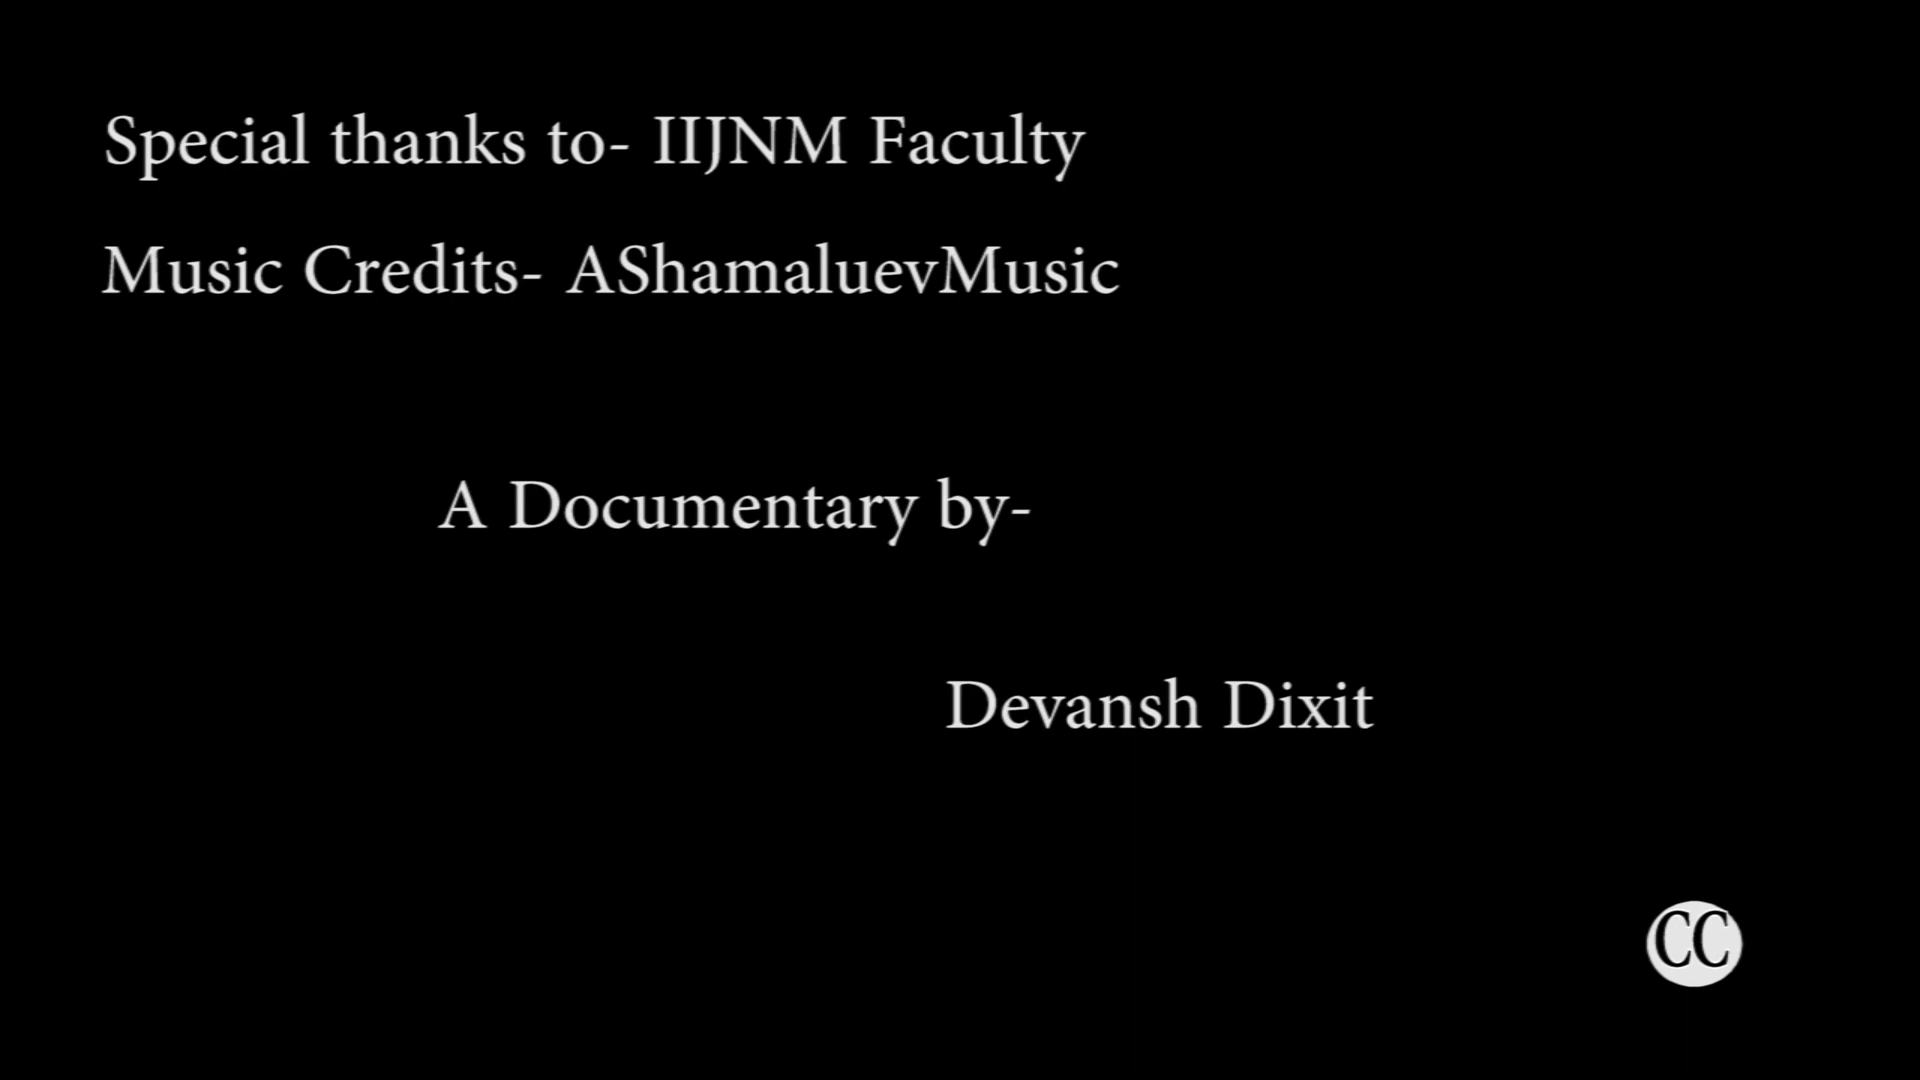 Special thanks to- IIJNM Faculty
Music Credits- AShamaluevMusic
A Documentary by-
Devansh Dixit
CC